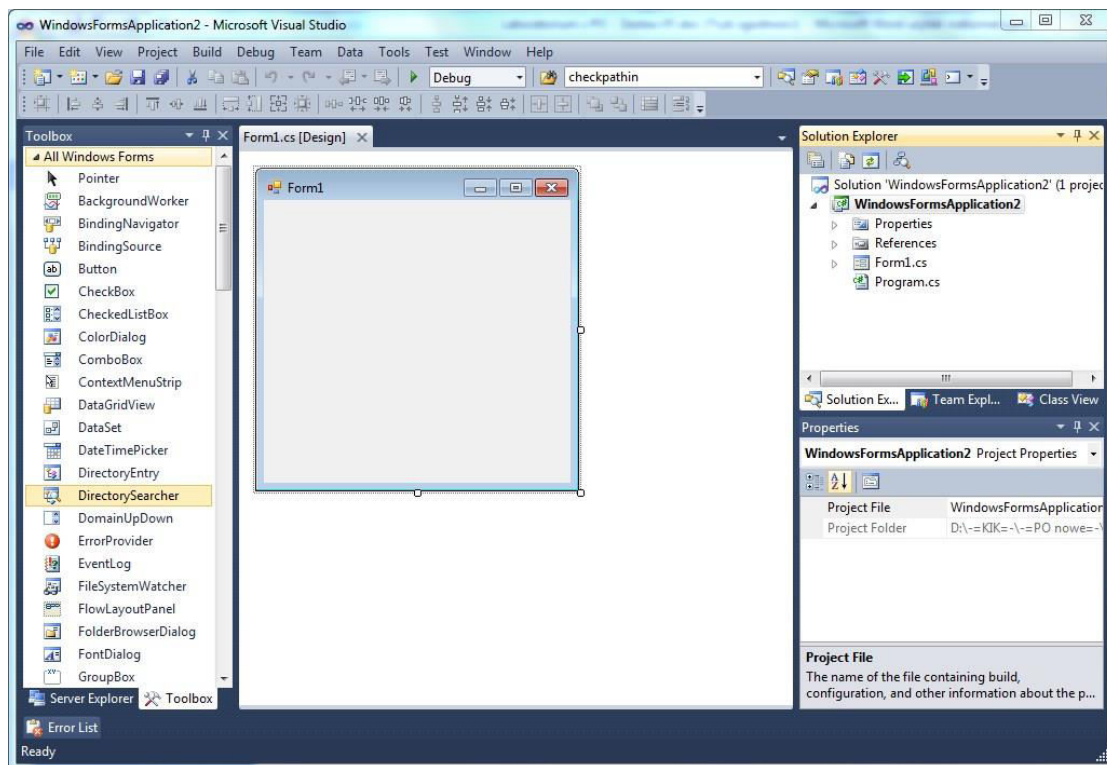 WindowsFormsApplication2 - Microsoft Visual Studio
File Edit View Project Build Debug Team Data Tools Test Window Help
Debug
checkpathin
Toolbox
All Windows Forms
Pointer
BackgroundWorker
BindingNavigator
BindingSource
Button
CheckBox
CheckedListBox
ColorDialog
ComboBox
ContextMenuStrip
DataGridView
DataSet
DateTimePicker
DirectoryEntry
DirectorySearcher
DomainUpDown
ErrorProvider
EventLog
FileSystemWatcher
FlowLayoutPanel
FolderBrowserDialog
FontDialog
GroupBox
Server Explorer Toolbox
Form1.cs [Design]
Form1
Solution Explorer
Solution 'WindowsFormsApplication2' (1 projec
WindowsFormsApplication2
Properties
References
Form1.cs
Program.cs
Solution Ex... Team Expl... Class View
Properties
WindowsFormsApplication2 Project Properties
Project File WindowsFormsApplication
Project Folder D:\-=KIK=-\-=PO nowe=-\
Project File
The name of the file containing build,
configuration, and other information about the p...
Error List
Ready